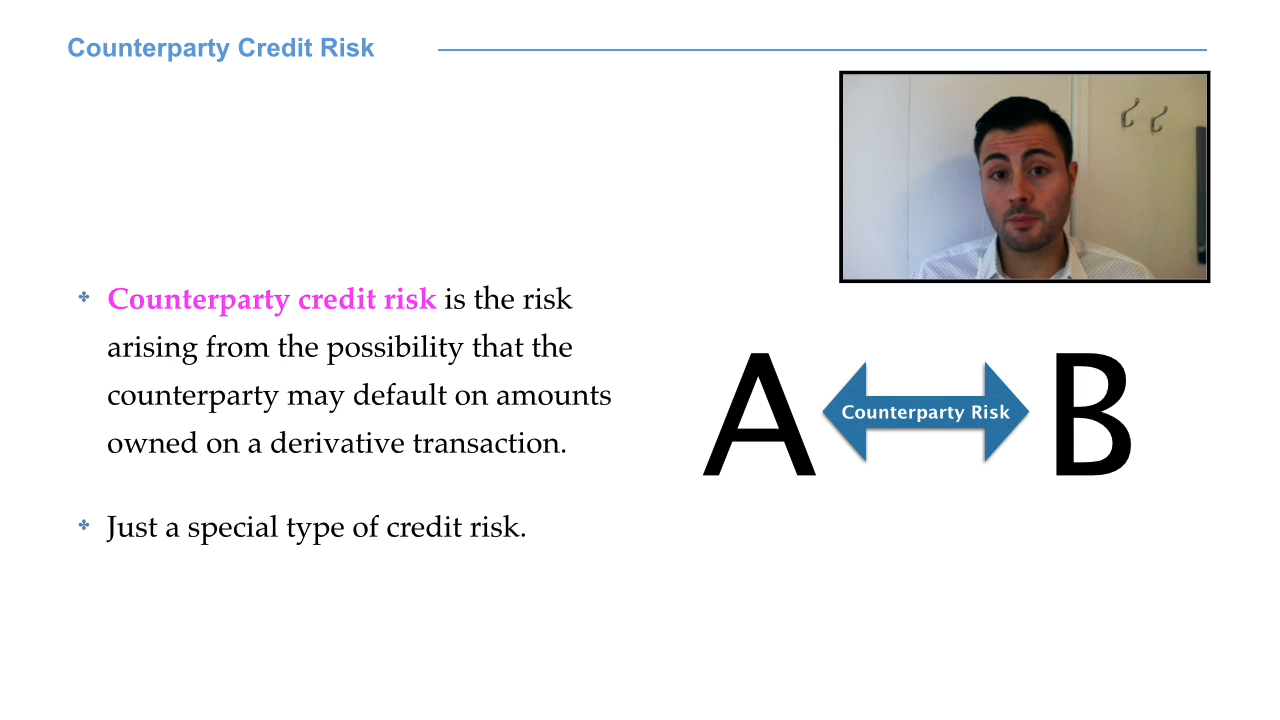 Counterparty Credit Risk
Counterparty credit risk is the risk
arising from the possibility that the
counterparty may default on amounts
owned on a derivative transaction.
Just a special type of credit risk.
A
Counterparty Risk
B